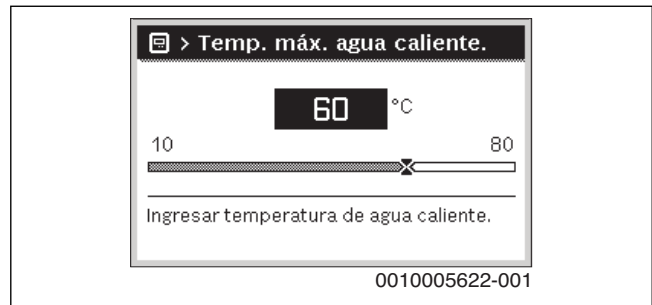 > Temp. máx. agua caliente.
60 °C
10 80
Ingresar temperatura de agua caliente.
0010005622-001